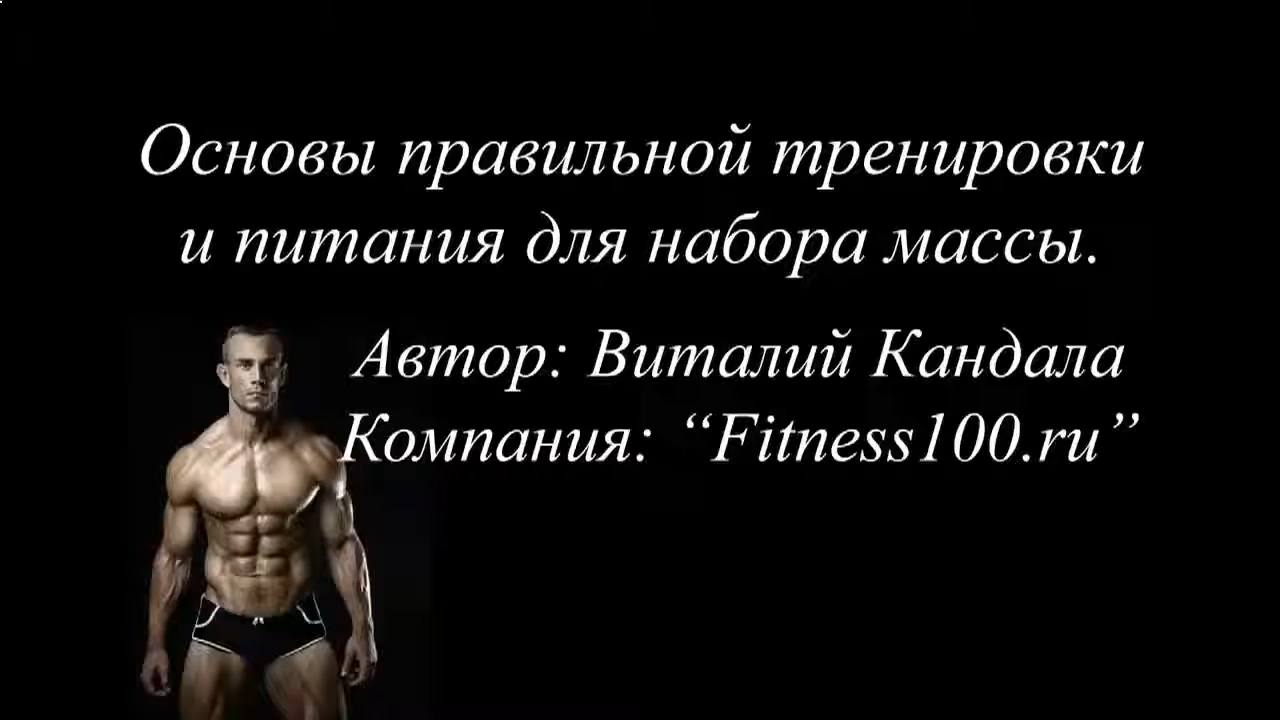 Основы правильной тренировки
и питания для набора массы.
Автор: Виталий Кандала
Компания: “Fitness100.ru”